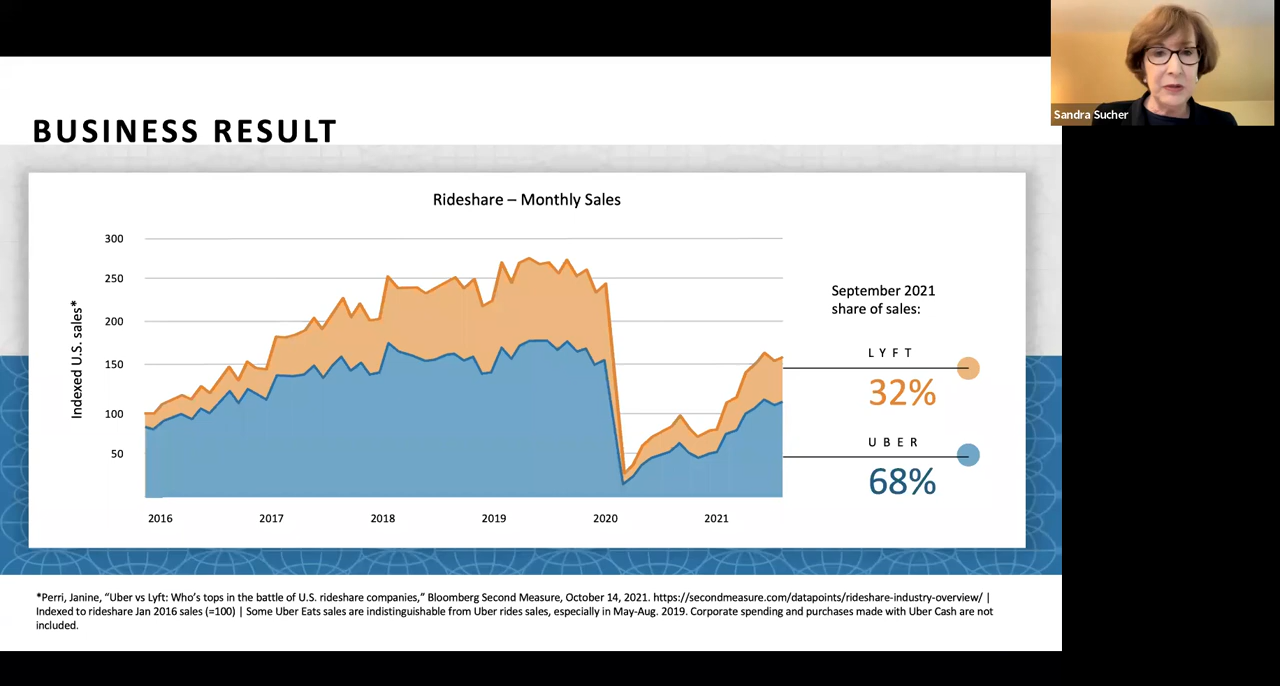 Sandra Sucher
BUSINESS RESULT
Rideshare – Monthly Sales
300
250
200
150
100
50
Indexed U.S. sales*
2016 2017 2018 2019 2020 2021
September 2021
share of sales:
LYFT
32%
UBER
68%
*Perri, Janine, “Uber vs Lyft: Who’s tops in the battle of U.S. rideshare companies,” Bloomberg Second Measure, October 14, 2021. https://secondmeasure.com/datapoints/rideshare-industry-overview/ |
Indexed to rideshare Jan 2016 sales (=100) | Some Uber Eats sales are indistinguishable from Uber rides sales, especially in May-Aug. 2019. Corporate spending and purchases made with Uber Cash are not
included.